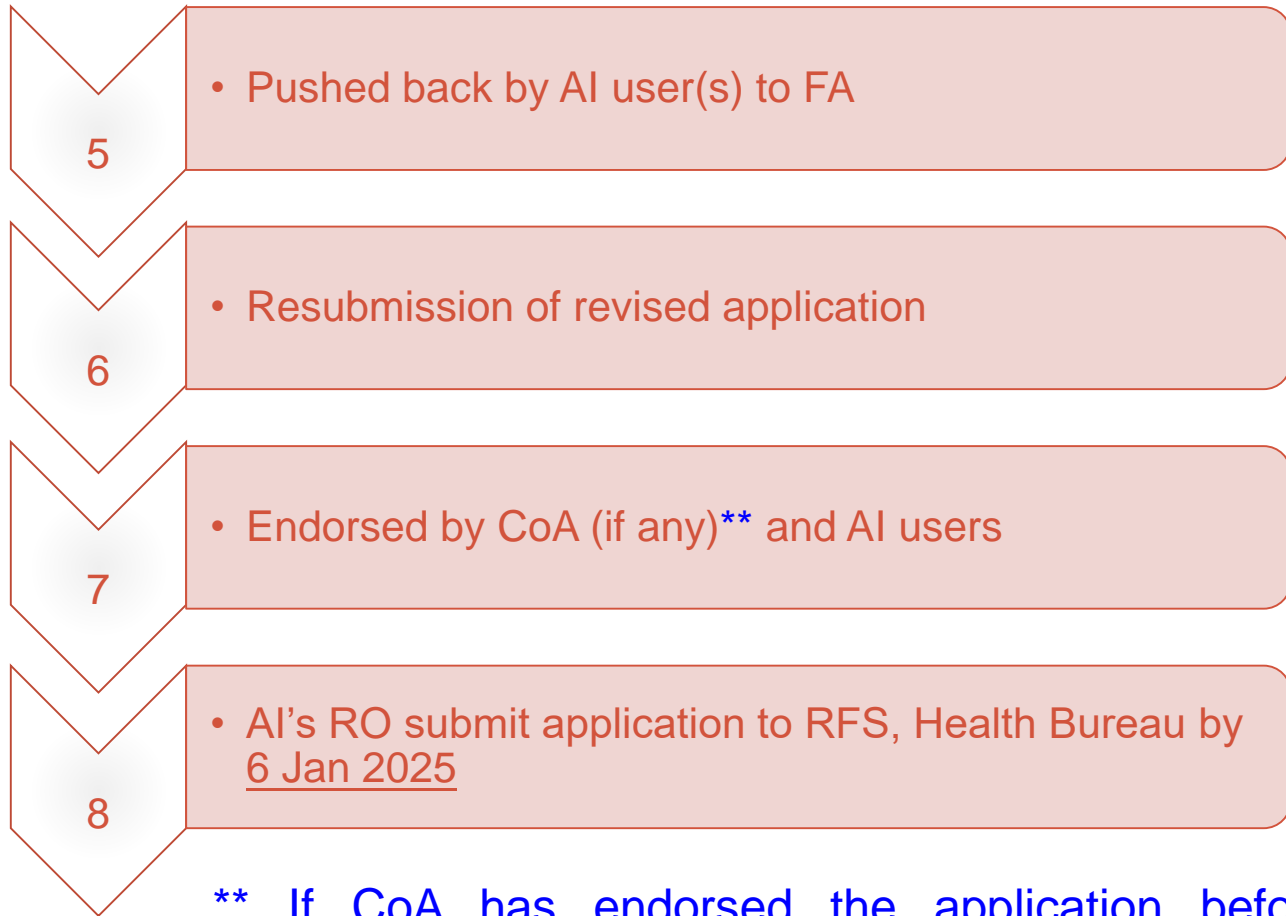 5
• Pushed back by AI user(s) to FA
6
• Resubmission of revised application
7
• Endorsed by CoA (if any)** and AI users
8
• AI's RO submit application to RFS, Health Bureau by
6 Jan 2025
** If CoA has endorsed the application